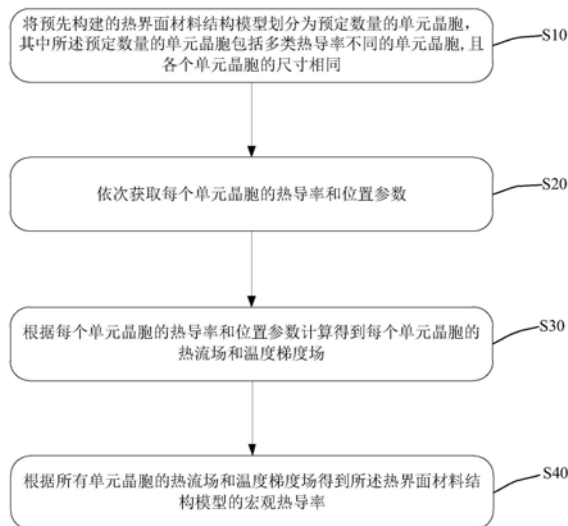 将预先构建的热界面材料结构模型划分为预定数量的单元晶胞，
其中所述预定数量的单元晶胞包括多类热导率不同的单元晶胞,且
各个单元晶胞的尺寸相同
S10
依次获取每个单元晶胞的热导率和位置参数
S20
根据每个单元晶胞的热导率和位置参数计算得到每个单元晶胞的
热流场和温度梯度场
S30
根据所有单元晶胞的热流场和温度梯度场得到所述热界面材料结
构模型的宏观热导率
S40